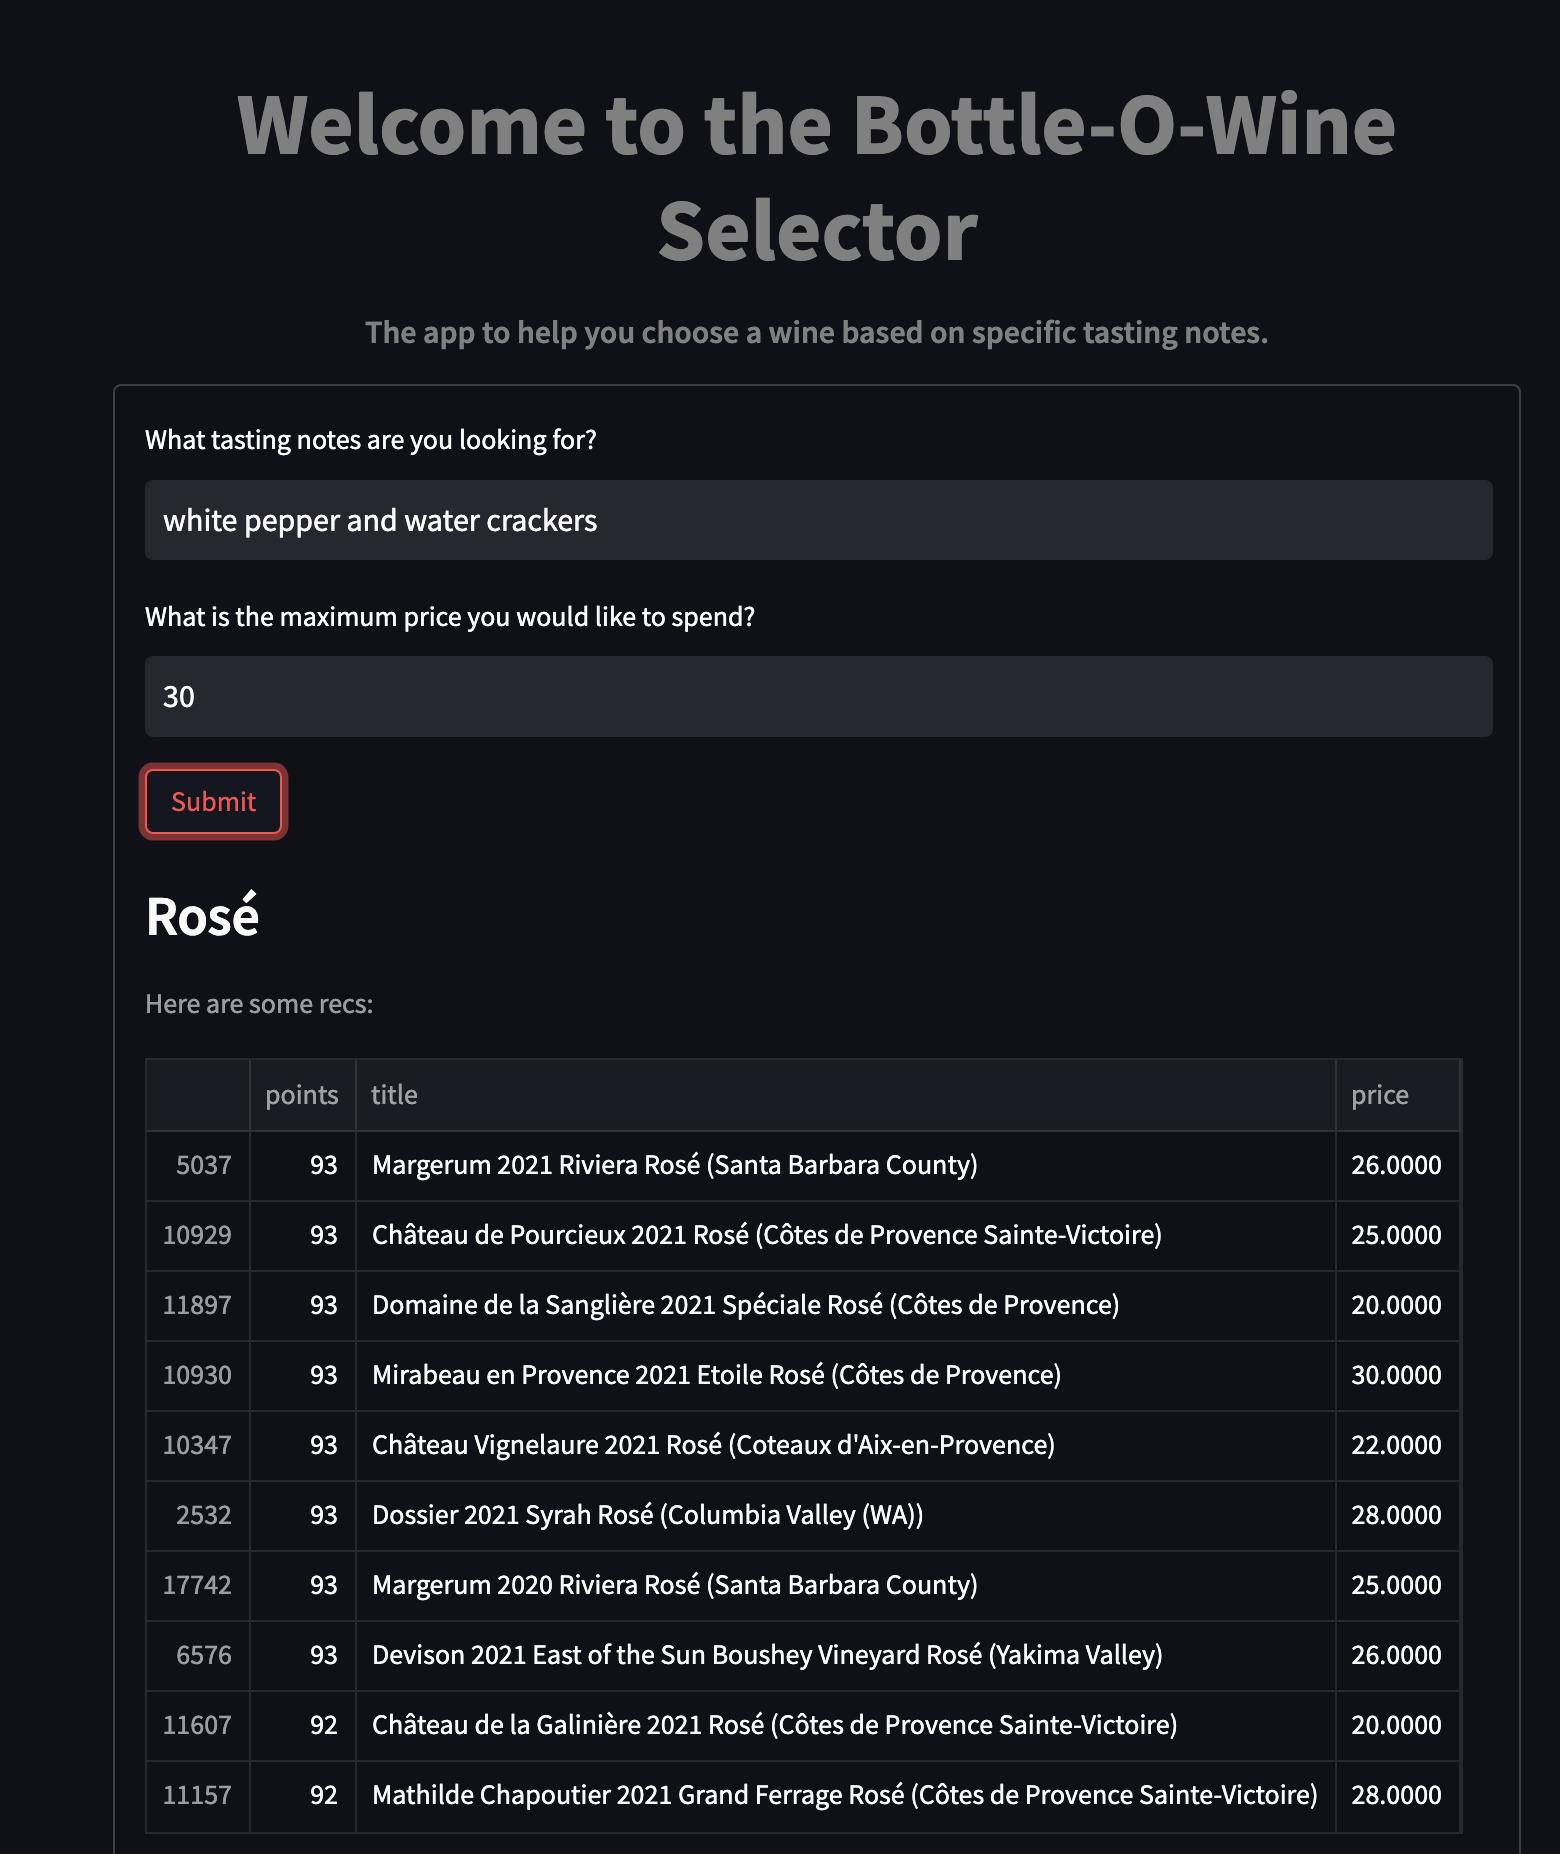 Welcome to the Bottle-O-Wine
Selector
The app to help you choose a wine based on specific tasting notes.
What tasting notes are you looking for?
white pepper and water crackers
What is the maximum price you would like to spend?
30
Submit
Rosé
Here are some recs:
points title price
5037 93 Margerum 2021 Riviera Rosé (Santa Barbara County) 26.0000
10929 93 Château de Pourcieux 2021 Rosé (Côtes de Provence Sainte-Victoire) 25.0000
11897 93 Domaine de la Sanglière 2021 Spéciale Rosé (Côtes de Provence) 20.0000
10930 93 Mirabeau en Provence 2021 Etoile Rosé (Côtes de Provence) 30.0000
10347 93 Château Vignelaure 2021 Rosé (Coteaux d'Aix-en-Provence) 22.0000
2532 93 Dossier 2021 Syrah Rosé (Columbia Valley (WA)) 28.0000
17742 93 Margerum 2020 Riviera Rosé (Santa Barbara County) 25.0000
6576 93 Devison 2021 East of the Sun Boushey Vineyard Rosé (Yakima Valley) 26.0000
11607 92 Château de la Galinière 2021 Rosé (Côtes de Provence Sainte-Victoire) 20.0000
11157 92 Mathilde Chapoutier 2021 Grand Ferrage Rosé (Côtes de Provence Sainte-Victoire) 28.0000